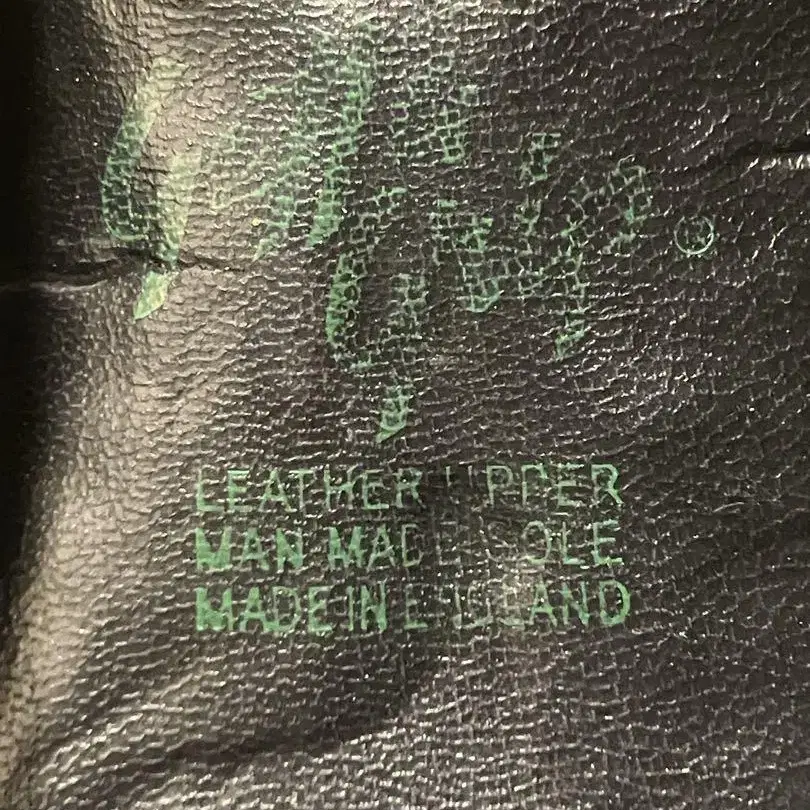 ®
LEATHER UPPER
MAN MADE SOLE
MADE IN ENGLAND